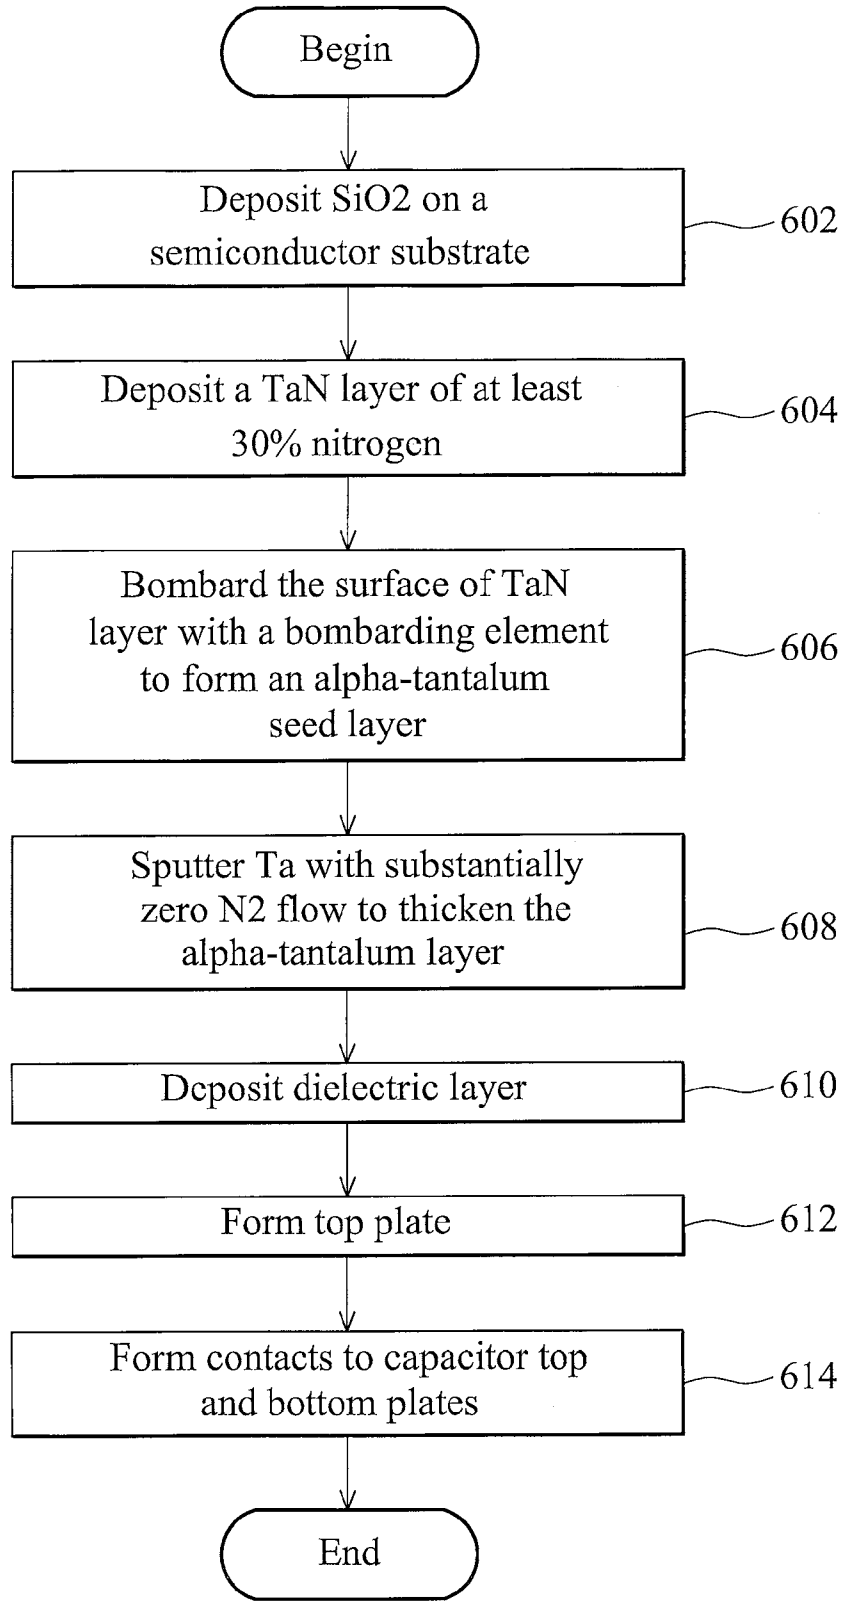 Begin
Deposit SiO2 on a
semiconductor substrate
602
Deposit a TaN layer of at least
30% nitrogen
604
Bombard the surface of TaN
layer with a bombarding element
to form an alpha-tantalum
seed layer
606
Sputter Ta with substantially
zero N2 flow to thicken the
alpha-tantalum layer
608
Deposit dielectric layer
610
Form top plate
612
Form contacts to capacitor top
and bottom plates
614
End